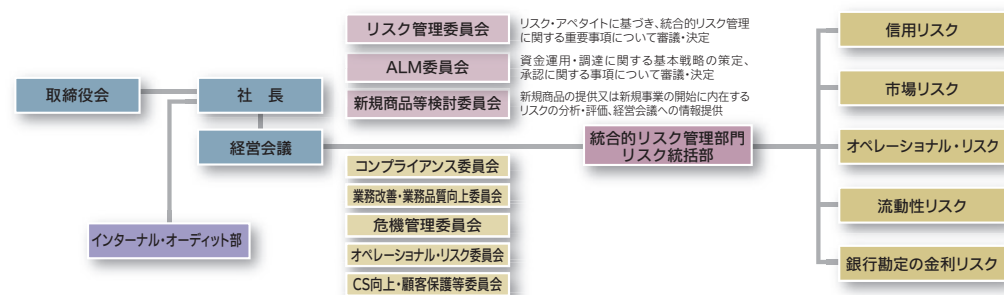 リスク管理委員会
リスク・アペタイトに基づき、統合的リスク管理
に関する重要事項について審議・決定
ALM委員会
資金運用・調達に関する基本戦略の策定、
承認に関する事項について審議・決定
新規商品等検討委員会
新規商品の提供又は新規事業の開始に内在する
リスクの分析・評価、経営会議への情報提供
取締役会
社 長
経営会議
インターナル・オーディット部
コンプライアンス委員会
業務改善・業務品質向上委員会
危機管理委員会
オペレーショナル・リスク委員会
CS向上・顧客保護等委員会
統合的リスク管理部門
リスク統括部
信用リスク
市場リスク
オペレーショナル・リスク
流動性リスク
銀行勘定の金利リスク